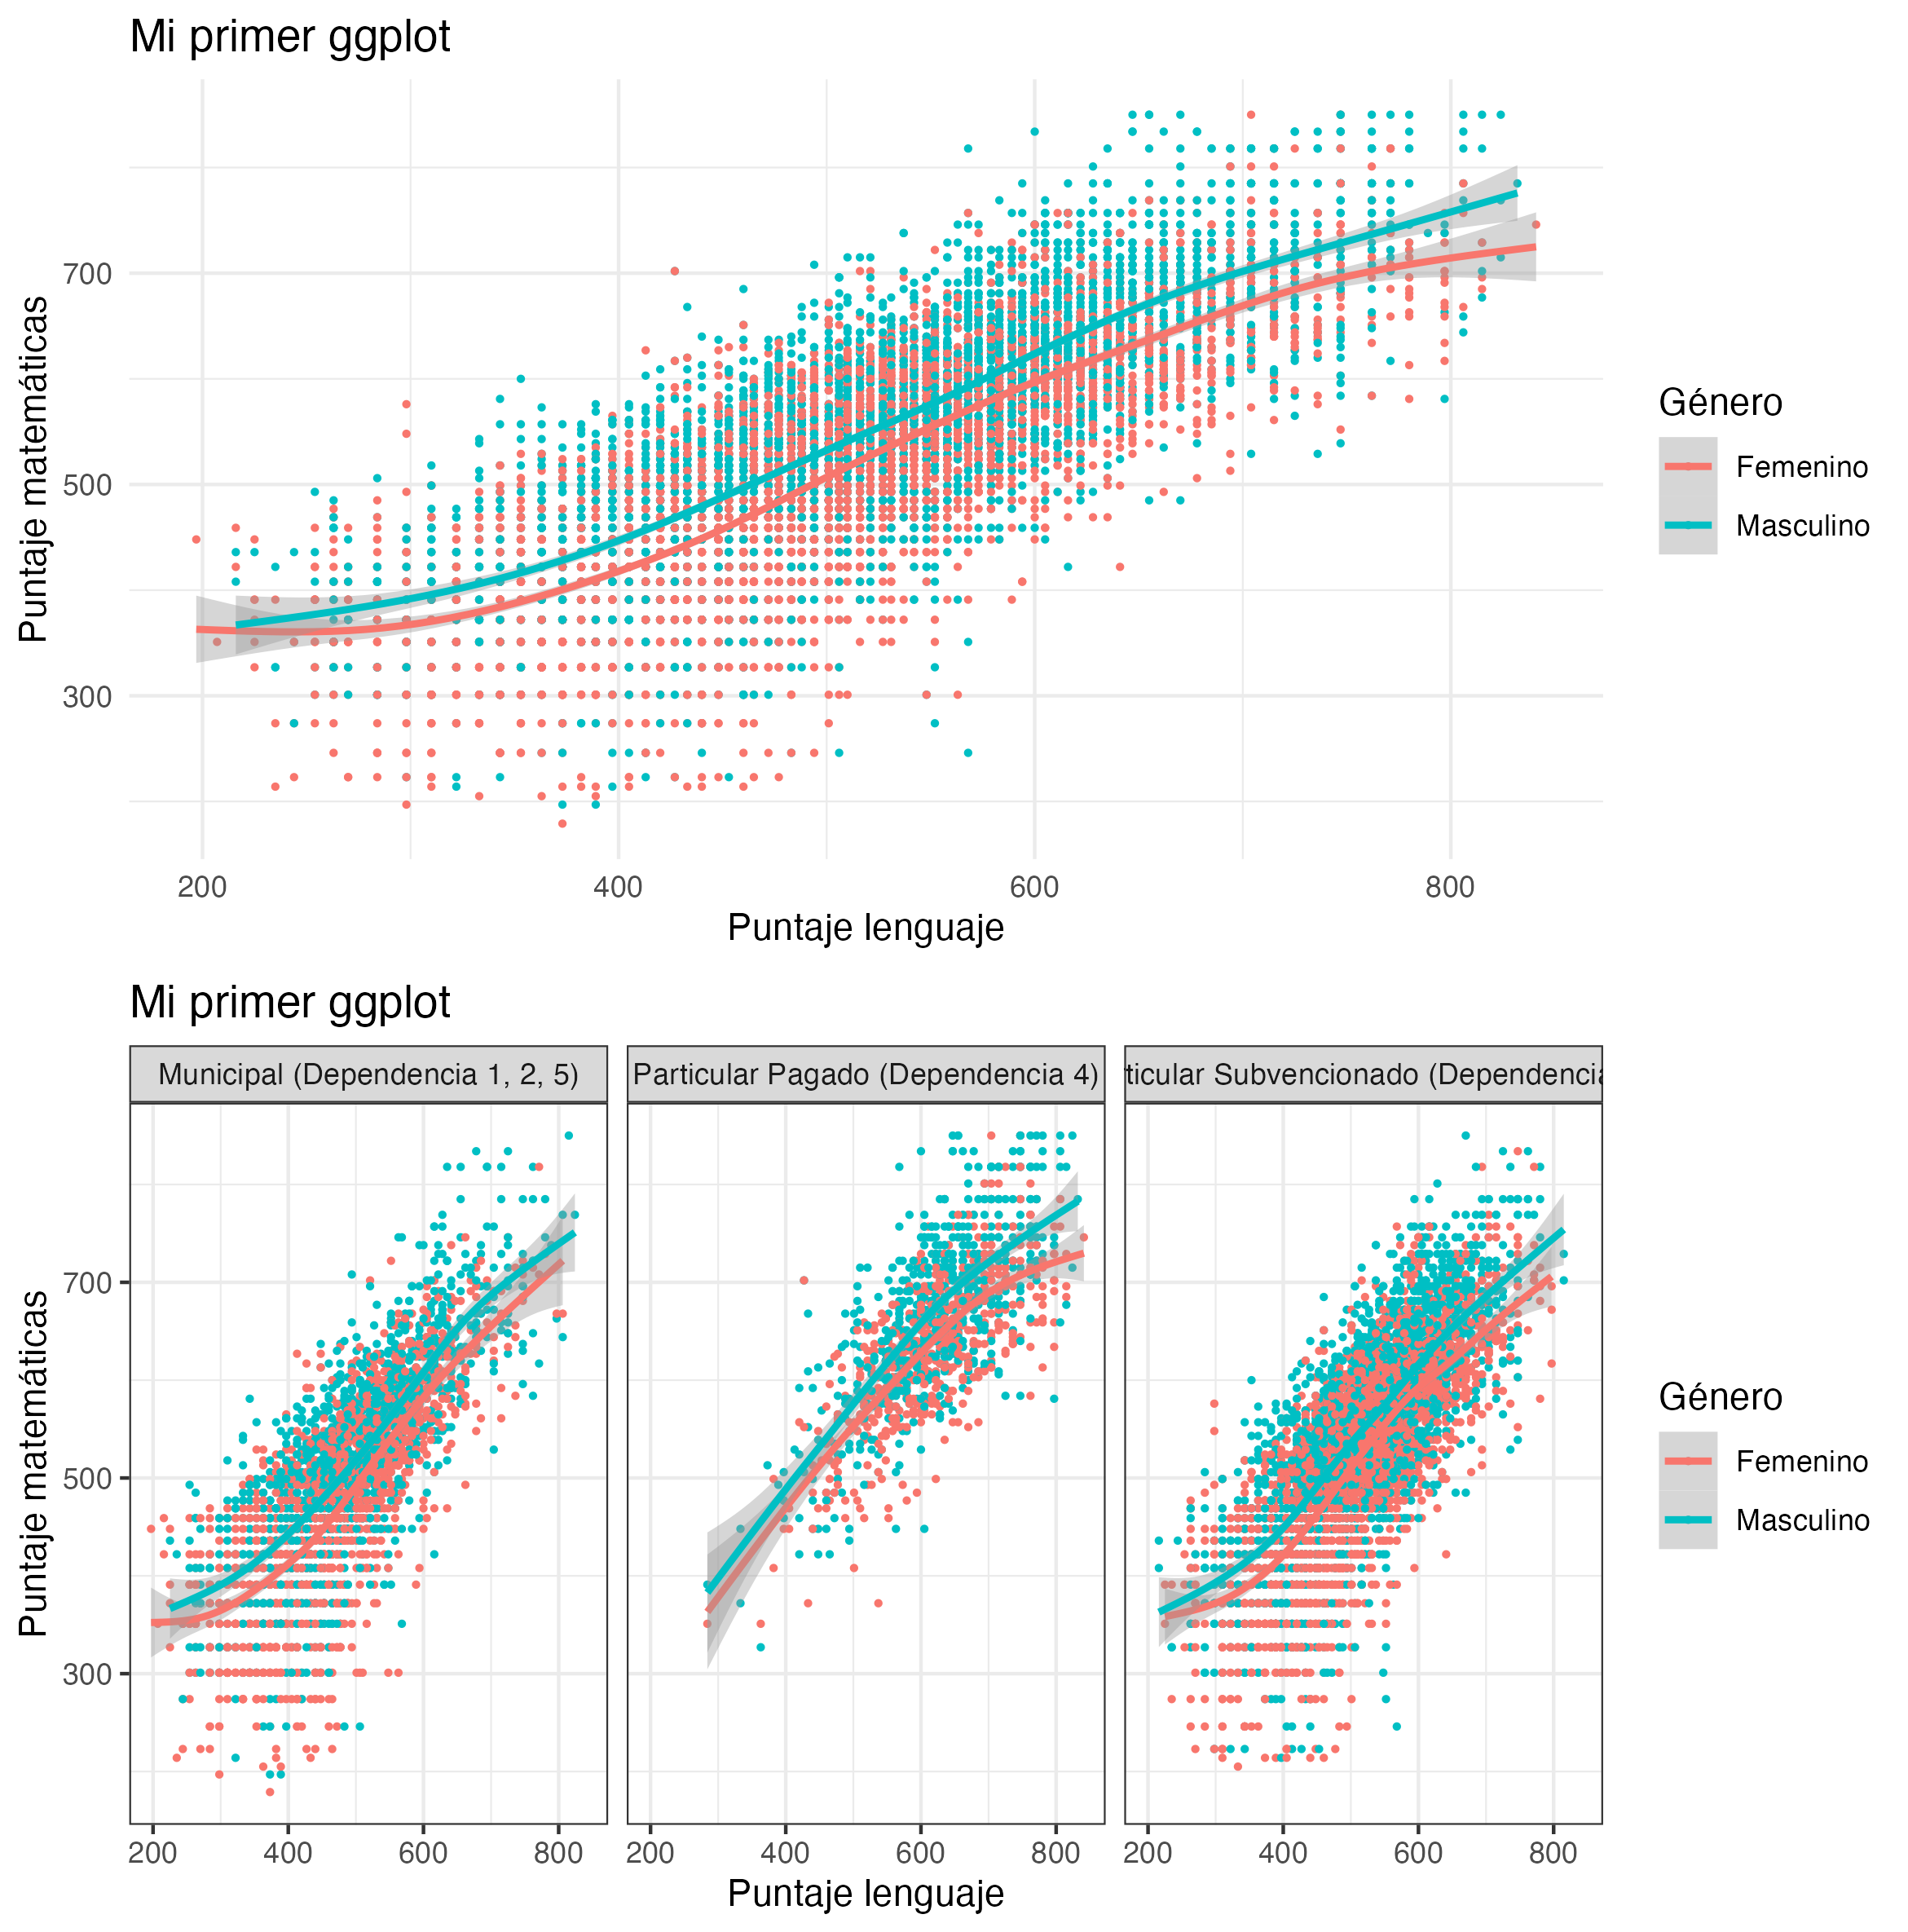 Mi primer ggplot
Puntaje matemáticas
700
500
300
200 400 600 800
Puntaje lenguaje
Género
Femenino
Masculino
Mi primer ggplot
Municipal (Dependencia 1, 2, 5) Particular Pagado (Dependencia 4) ticular Subvencionado (Dependencia
Puntaje matemáticas
700
500
300
200 400 600 800 200 400 600 800 200 400 600 800
Puntaje lenguaje
Género
Femenino
Masculino